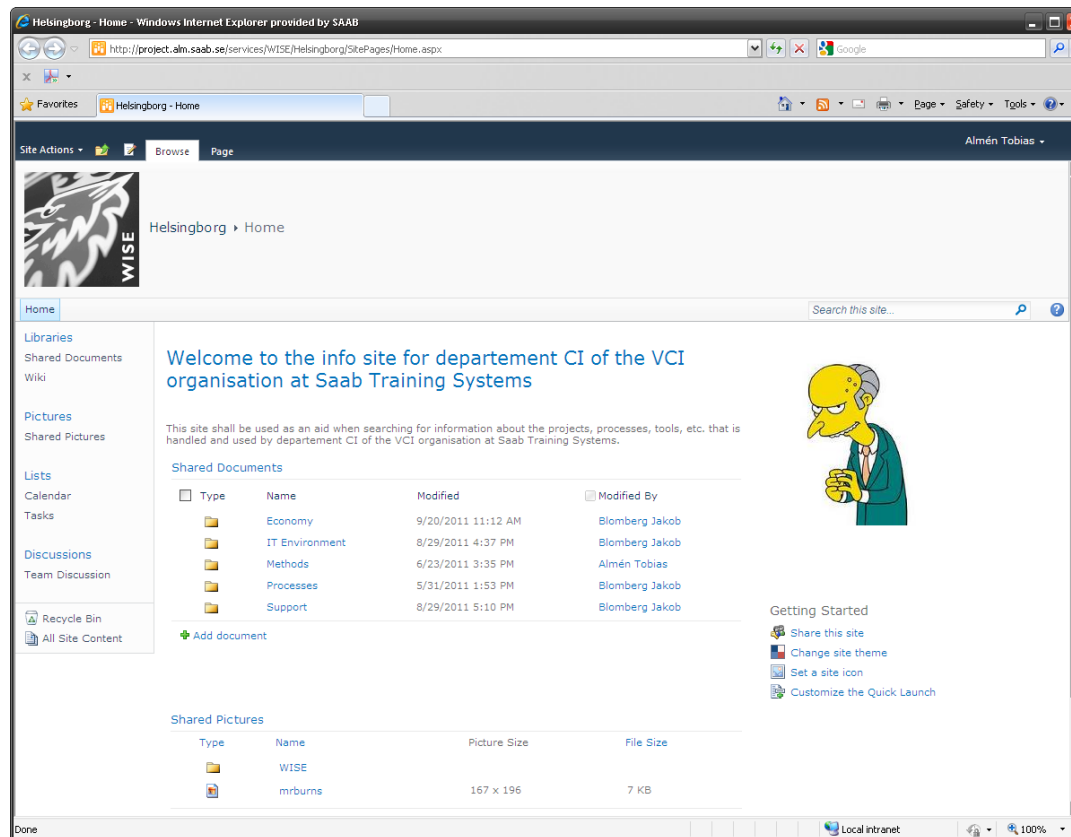 Helsingborg - Home - Windows Internet Explorer provided by SAAB
http://project.alm.saab.se/services/WISE/Helsingborg/SitePages/Home.aspx
Google
x
Favorites
Helsingborg - Home
Page
Safety
Tools
Site Actions
Browse
Page
Almén Tobias
WISE
Helsingborg
Home
Home
Search this site...
Libraries
Shared Documents
Wiki
Pictures
Shared Pictures
Lists
Calendar
Tasks
Discussions
Team Discussion
Recycle Bin
All Site Content
Welcome to the info site for departement CI of the VCI
organisation at Saab Training Systems
This site shall be used as an aid when searching for information about the projects, processes, tools, etc. that is
handled and used by departement CI of the VCI organisation at Saab Training Systems.
Shared Documents
Type Name Modified Modified By
Economy 9/20/2011 11:12 AM Blomberg Jakob
IT Environment 8/29/2011 4:37 PM Blomberg Jakob
Methods 6/23/2011 3:35 PM Almén Tobias
Processes 5/31/2011 1:53 PM Blomberg Jakob
Support 8/29/2011 5:10 PM Blomberg Jakob
Add document
Shared Pictures
Type Name Picture Size File Size
WISE
mrburns 167 x 196 7 KB
Getting Started
Share this site
Change site theme
Set a site icon
Customize the Quick Launch
Done
Local intranet
100%